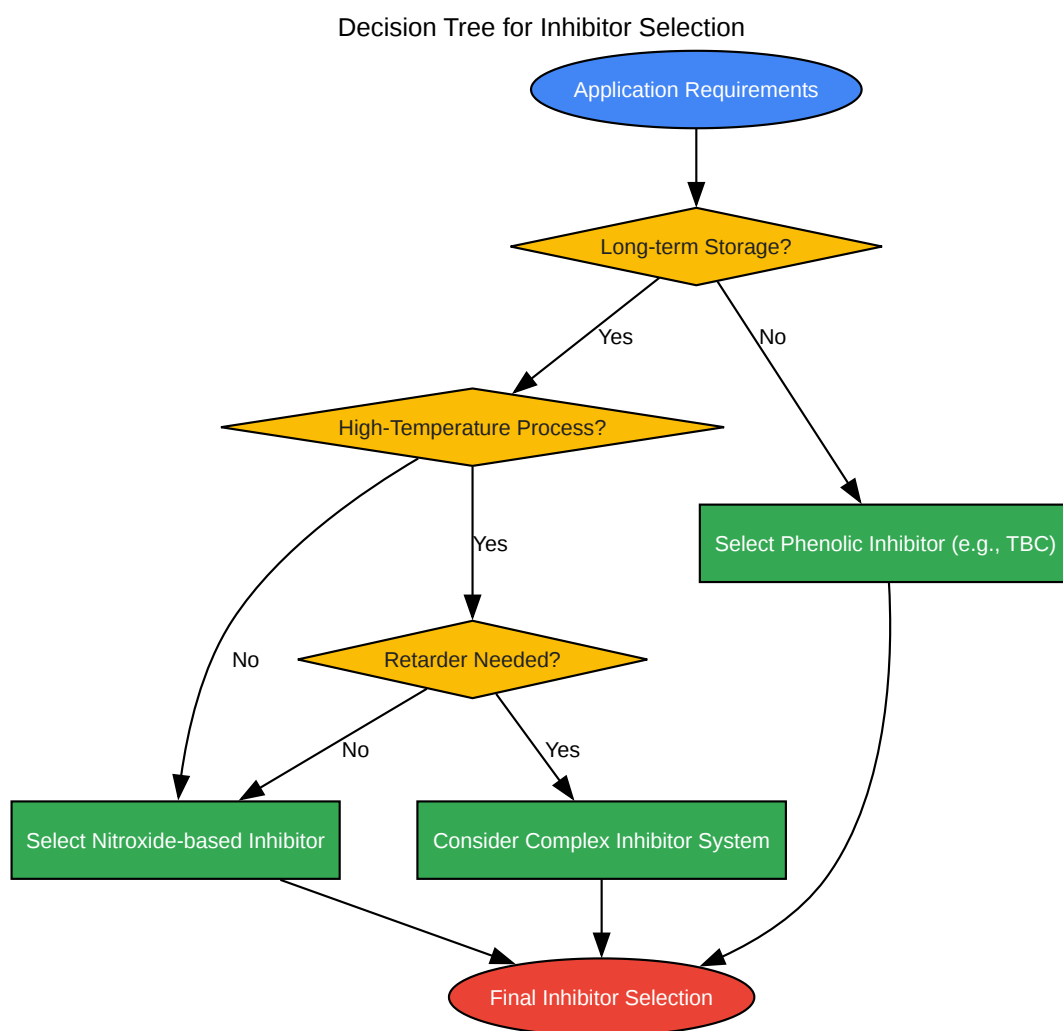 Decision Tree for Inhibitor Selection
Application Requirements
Long-term Storage?
Yes
No
High-Temperature Process?
Select Phenolic Inhibitor (e.g., TBC)
Yes
No
Retarder Needed?
No
Yes
Select Nitroxide-based Inhibitor
Consider Complex Inhibitor System
Final Inhibitor Selection